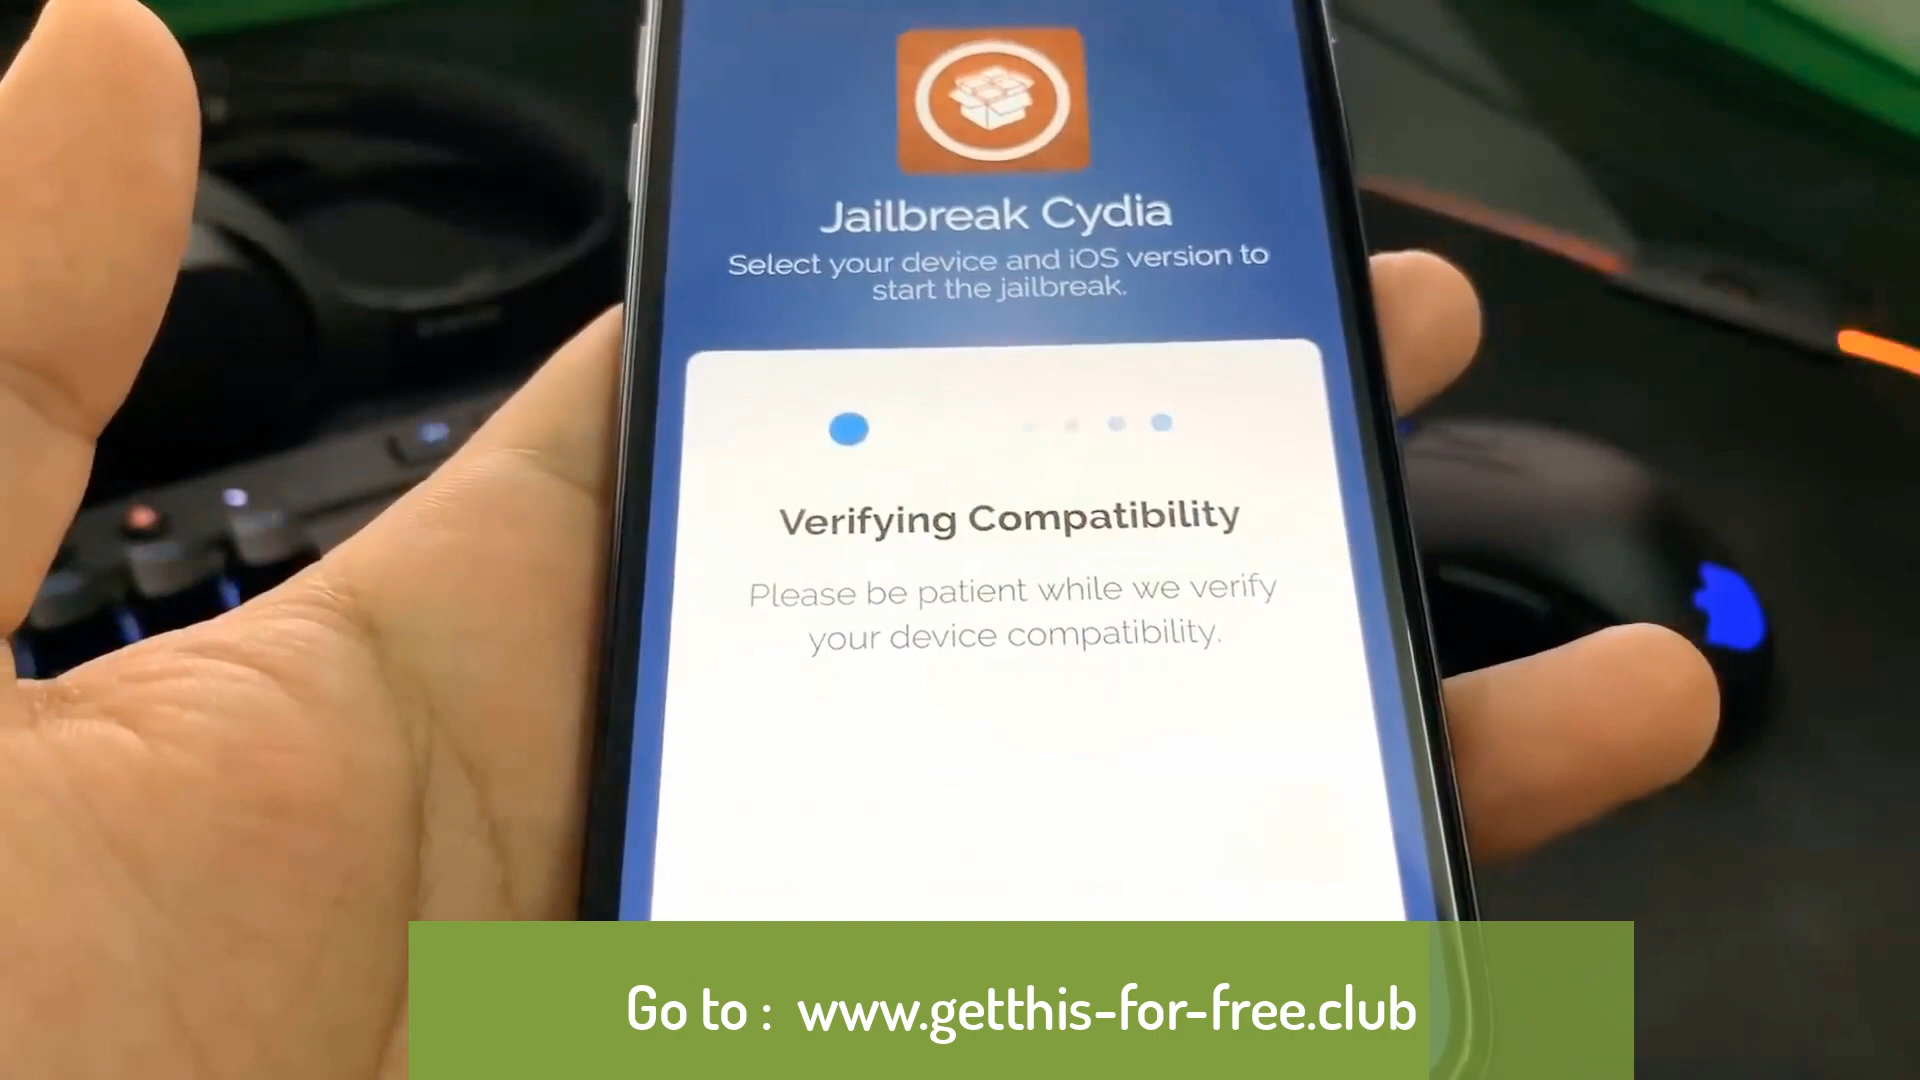 Jailbreak Cydia
Select your device and iOS version to
start the jailbreak.
Verifying Compatibility
Please be patient while we verify
your device compatibility.
Go to : www.getthis-for-free.club